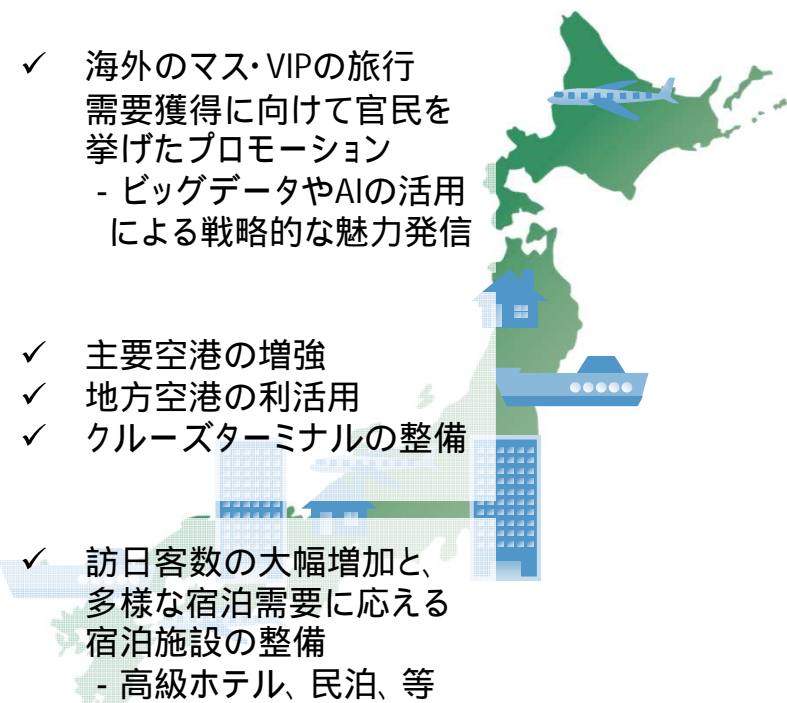 ✓ 海外のマス・VIPの旅行
需要獲得に向けて官民を
挙げたプロモーション
- ビッグデータやAIの活用
による戦略的な魅力発信
✓ 主要空港の増強
✓ 地方空港の利活用
✓ クルーズターミナルの整備
✓ 訪日客数の大幅増加と、
多様な宿泊需要に応える
宿泊施設の整備
- 高級ホテル、民泊、等